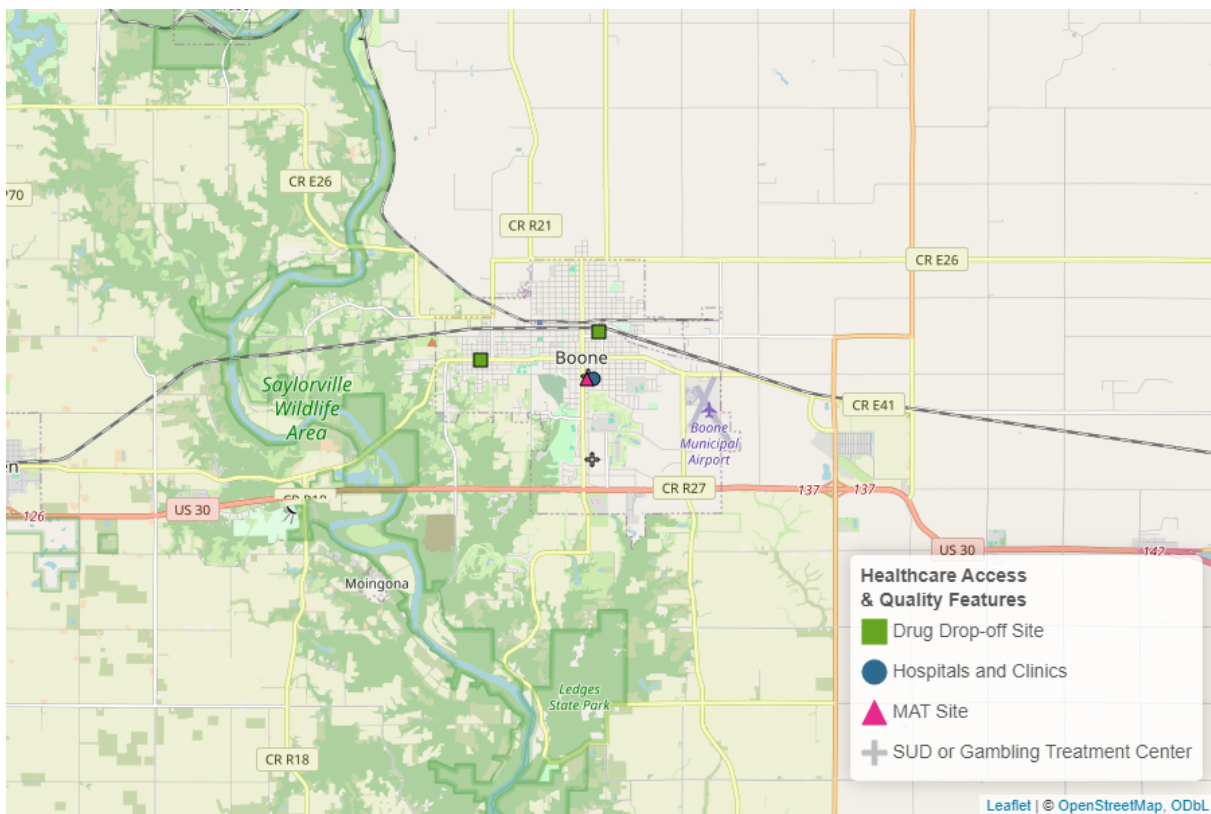 CR E26
P70
CR R21
CR E26
Boone
Saylorville
Wildlife
Area
CR E41
Boone
Municipal
Airport
en
CR R27
137
137
US 30
126
US 30
142
Moingona
Ledges
State Park
CR R18
Healthcare Access
& Quality Features
Drug Drop-off Site
Hospitals and Clinics
MAT Site
SUD or Gambling Treatment Center
Leaflet | © OpenStreetMap, ODbL